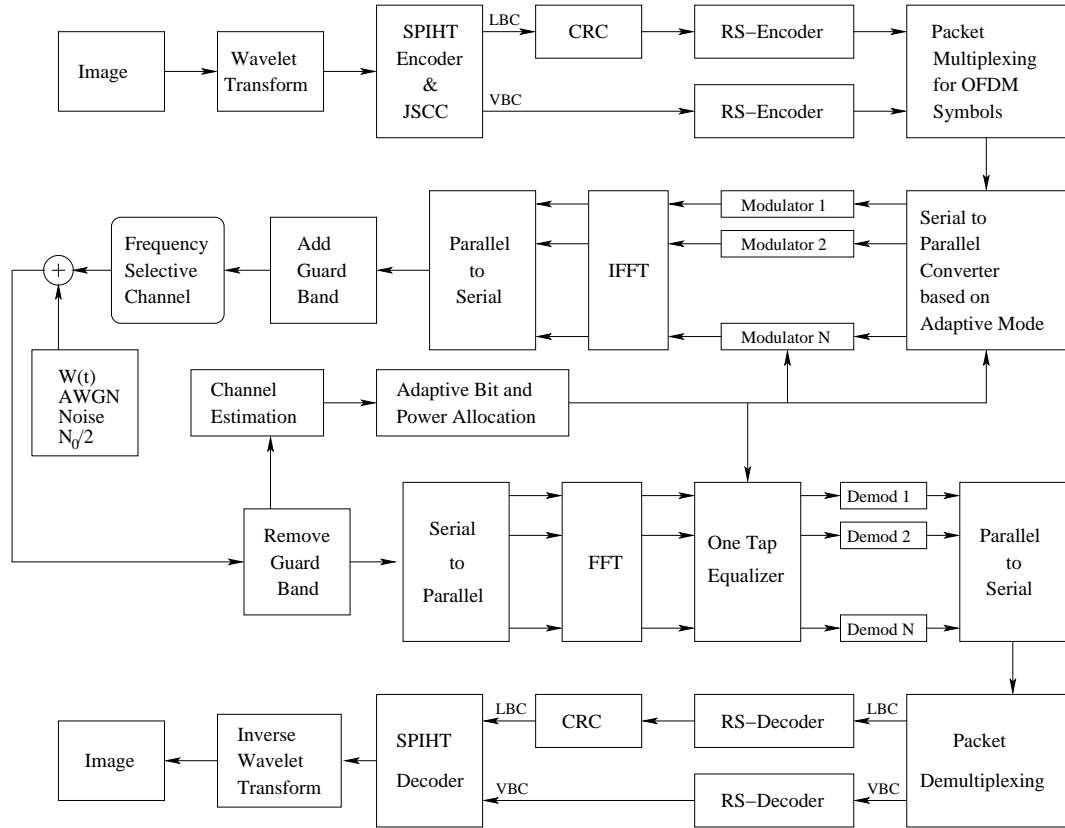 Image
Wavelet
Transform
SPIHT
Encoder
&
JSCC
LBC
VBC
CRC
RS−Encoder
RS−Encoder
Packet
Multiplexing
for OFDM
Symbols
Frequency
Selective
Channel
Add
Guard
Band
Parallel
to
Serial
IFFT
Modulator 1
Modulator 2
Modulator N
Serial to
Parallel
Converter
based on
Adaptive Mode
+
W(t)
AWGN
Noise
N0/2
Channel
Estimation
Adaptive Bit and
Power Allocation
Remove
Guard
Band
Serial
to
Parallel
FFT
One Tap
Equalizer
Demod 1
Demod 2
Demod N
Parallel
to
Serial
Image
Inverse
Wavelet
Transform
SPIHT
Decoder
LBC
VBC
CRC
RS−Decoder
RS−Decoder
LBC
VBC
Packet
Demultiplexing